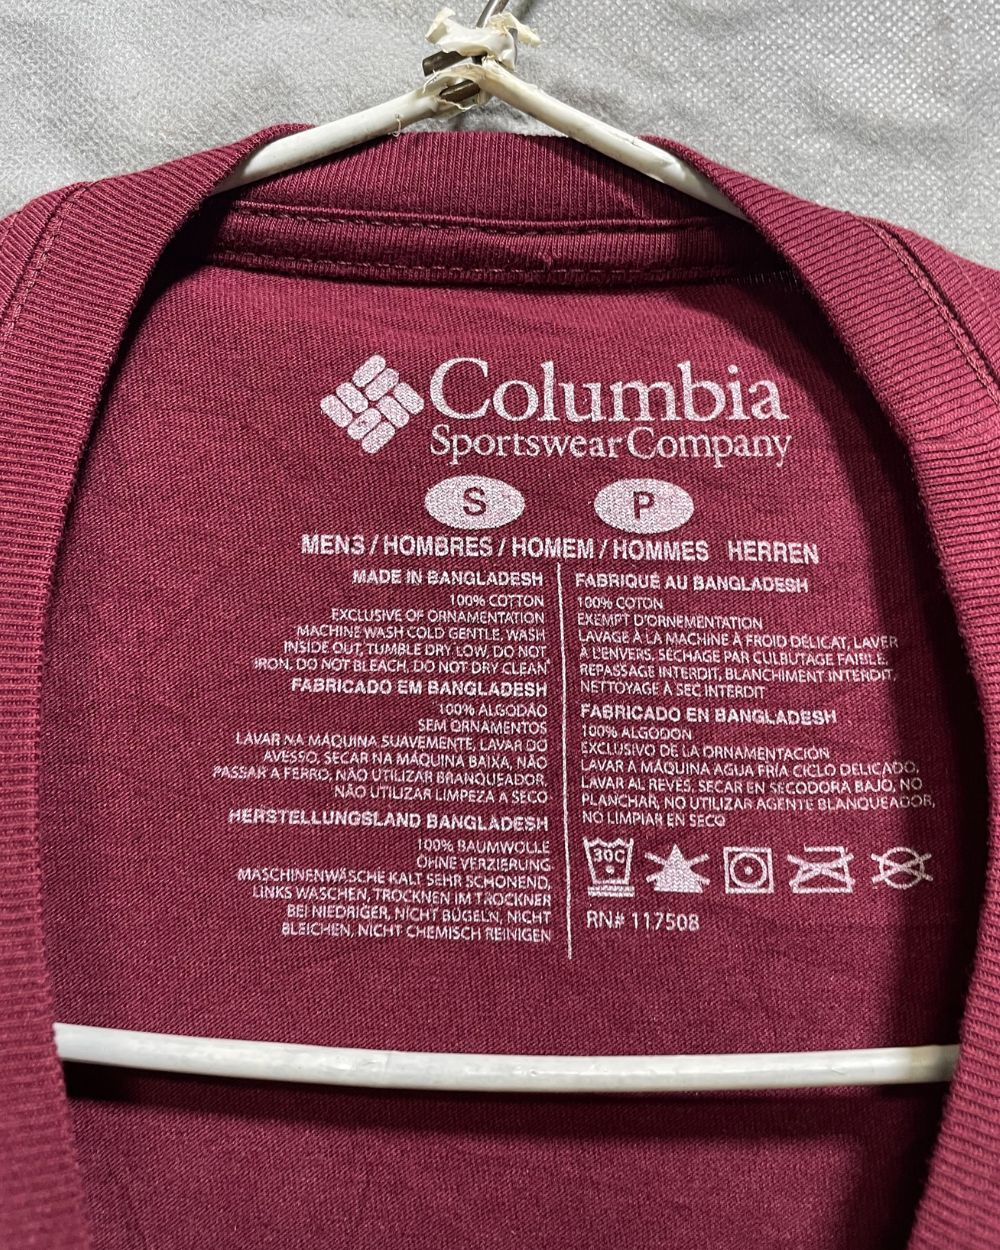 Columbia
Sportswear Company
S P
MENS / HOMBRES / HOMEM / HOMMES HERREN
MADE IN BANGLADESH
100% COTTON
EXCLUSIVE OF ORNAMENTATION
MACHINE WASH COLD GENTLE, WASH
INSIDE OUT, TUMBLE DRY LOW, DO NOT
IRON, DO NOT BLEACH, DO NOT DRY CLEAN
FABRICADO EM BANGLADESH
100% ALGODÃO
SEM ORNAMENTOS
LAVAR NA MÁQUINA SUAVEMENTE, LAVAR DO
AVESSO, SECAR NA MÁQUINA BAIXA, NÃO
PASSAR A FERRO, NÃO UTILIZAR BRANQUEADOR,
NÃO UTILIZAR LIMPEZA A SECO
HERSTELLUNGSLAND BANGLADESH
100% BAUMWOLLE
OHNE VERZIERUNG
MASCHINENWÄSCHE KALT SEHR SCHONEND,
LINKS WASCHEN, TROCKNEN IM TROCKNER
BEI NIEDRIGER, NICHT BÜGELN, NICHT
BLEICHEN, NICHT CHEMISCH REINIGEN
FABRIQUÉ AU BANGLADESH
100% COTON
EXEMPT D'ORNEMENTATION
LAVAGE À LA MACHINE À FROID DÉLICAT, LAVER
À L'ENVERS, SÉCHAGE PAR CULBUTAGE FAIBLE,
REPASSAGE INTERDIT, BLANCHIMENT INTERDIT,
NETTOYAGE À SEC INTERDIT
FABRICADO EN BANGLADESH
100% ALGODON
EXCLUSIVO DE LA ORNAMENTACIÓN
LAVAR A MÁQUINA AGUA FRÍA CICLO DELICADO,
LAVAR AL REVÉS, SECAR EN SECODORA BAJO, NO
PLANCHAR, NO UTILIZAR AGENTE BLANQUEADOR,
NO LIMPIAR EN SECO
30C
RN# 117508